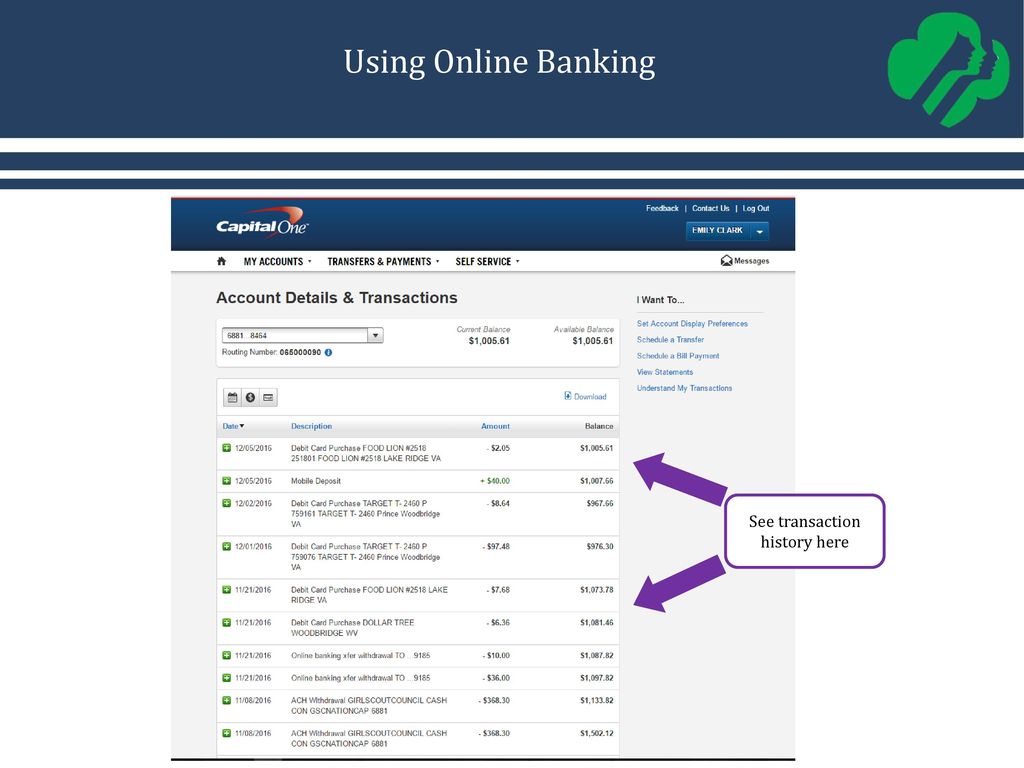 Using Online Banking
Feedback | Contact Us | Log Out
Capital One
EMILY CLARK
MY ACCOUNTS
TRANSFERS & PAYMENTS
SELF SERVICE
Messages
Account Details & Transactions
6881...8464
Current Balance
Available Balance
$1,005.61
$1,005.61
Routing Number: 065000090
I Want To...
Set Account Display Preferences
Schedule a Transfer
Schedule a Bill Payment
View Statements
Understand My Transactions
Download
Date Description Amount Balance
12/05/2016 Debit Card Purchase FOOD LION #2518 - $2.05 $1,005.61
251801 FOOD LION #2518 LAKE RIDGE VA
12/05/2016 Mobile Deposit + $40.00 $1,007.66
12/02/2016 Debit Card Purchase TARGET T- 2460 P - $8.64 $967.66
759161 TARGET T- 2460 Prince Woodbridge
VA
12/01/2016 Debit Card Purchase TARGET T- 2460 P - $97.48 $976.30
759076 TARGET T- 2460 Prince Woodbridge
VA
11/21/2016 Debit Card Purchase FOOD LION #2518 LAKE - $7.68 $1,073.78
RIDGE VA
11/21/2016 Debit Card Purchase DOLLAR TREE - $6.36 $1,081.46
WOODBRIDGE WV
11/21/2016 Online banking xfer withdrawal TO ...9185 - $10.00 $1,087.82
11/21/2016 Online banking xfer withdrawal TO ...9185 - $36.00 $1,097.82
11/08/2016 ACH Withdrawal GIRLSCOUTCOUNCIL CASH - $368.30 $1,133.82
CON GSCNATIONCAP 6881
11/08/2016 ACH Withdrawal GIRLSCOUTCOUNCIL CASH - $368.30 $1,502.12
CON GSCNATIONCAP 6881
See transaction
history here